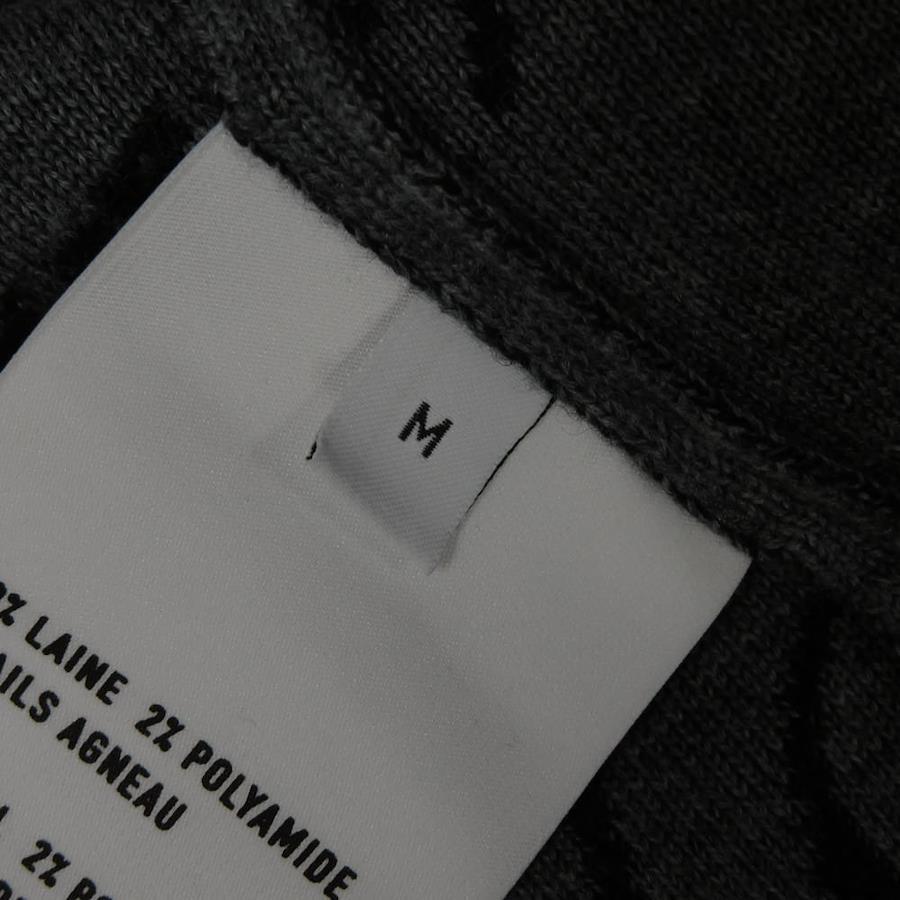 M
% LAINE 2% POLYAMIDE
AILS AGNEAU
2%